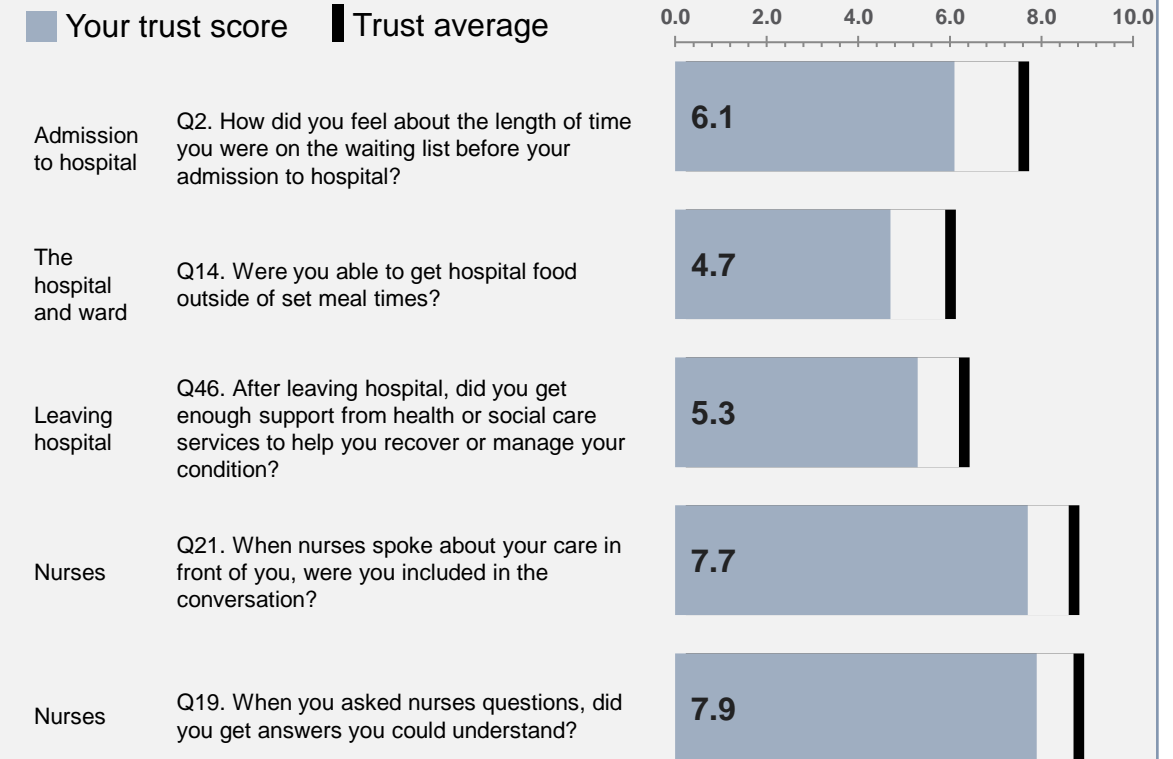 Your trust score
Trust average
0.0 2.0 4.0 6.0 8.0 10.0
Admission
to hospital
Q2. How did you feel about the length of time
you were on the waiting list before your
admission to hospital?
6.1
The
hospital
and ward
Q14. Were you able to get hospital food
outside of set meal times?
4.7
Leaving
hospital
Q46. After leaving hospital, did you get
enough support from health or social care
services to help you recover or manage your
condition?
5.3
Nurses
Q21. When nurses spoke about your care in
front of you, were you included in the
conversation?
7.7
Nurses
Q19. When you asked nurses questions, did
you get answers you could understand?
7.9